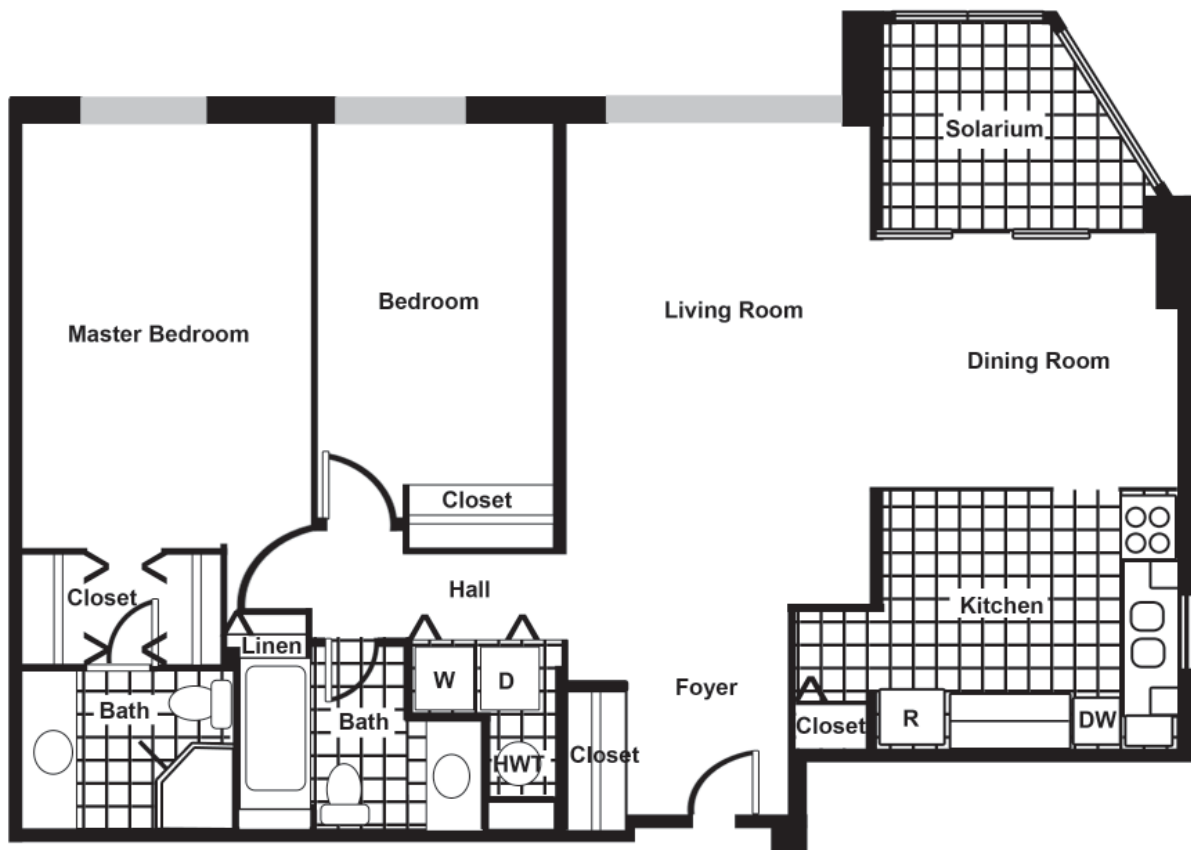 Solarium
Bedroom
Living Room
Master Bedroom
Dining Room
Closet
Hall
Closet
Kitchen
Linen
W
D
Foyer
Bath
Bath
Closet
R
DW
Closet
HWT